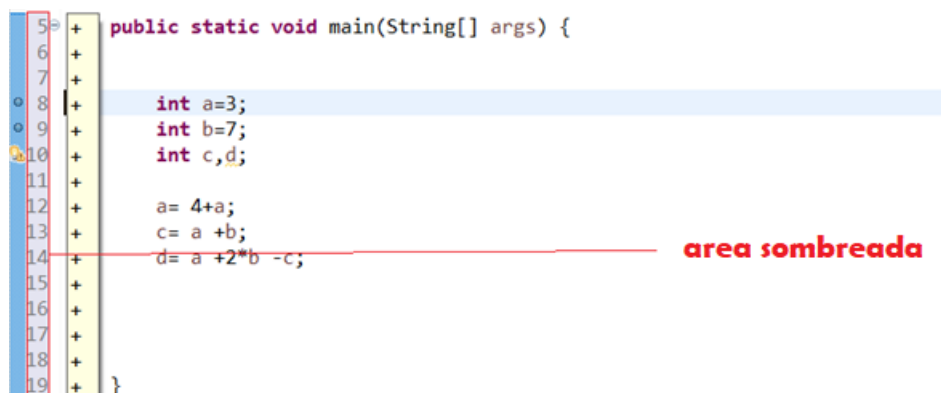 5 + public static void main(String[] args) {
6 +
7 +
8 + int a=3;
9 + int b=7;
10 + int c,d;
11 +
12 + a= 4+a;
13 + c= a +b;
14 + d= a +2*b -c;
area sombreada
15 +
16 +
17 +
18 +
19 + }